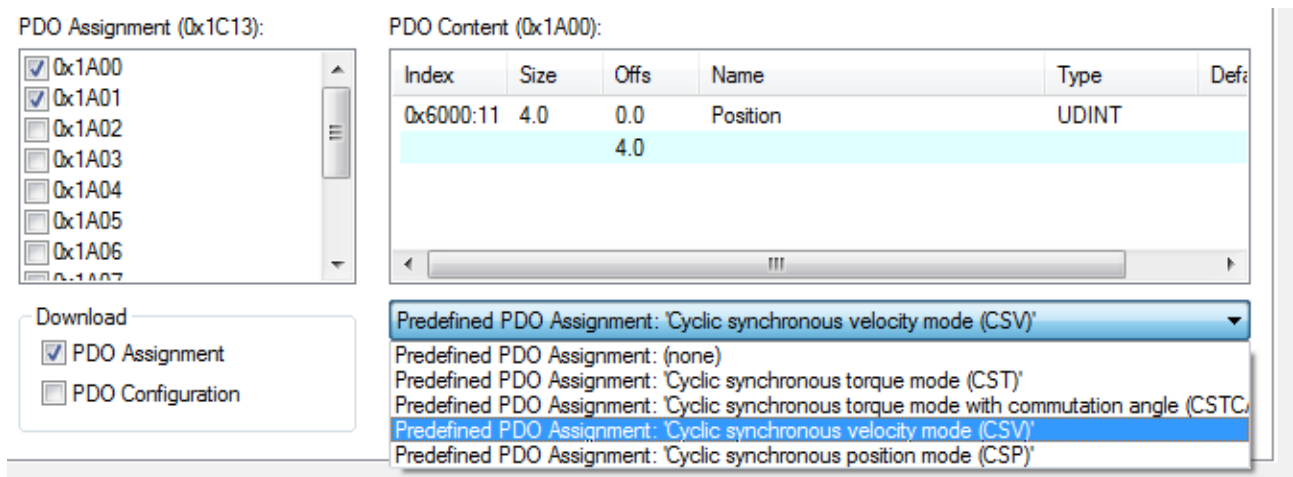 PDO Assignment (0x1C13):
0x1A00
0x1A01
0x1A02
0x1A03
0x1A04
0x1A05
0x1A06
PDO Content (0x1A00):
Index Size Offs Name Type Defa
0x6000:11 4.0 0.0 Position UDINT
4.0
Download
PDO Assignment
PDO Configuration
Predefined PDO Assignment: 'Cyclic synchronous velocity mode (CSV)'
Predefined PDO Assignment: (none)
Predefined PDO Assignment: 'Cyclic synchronous torque mode (CST)'
Predefined PDO Assignment: 'Cyclic synchronous torque mode with commutation angle (CSTCA
Predefined PDO Assignment: 'Cyclic synchronous velocity mode (CSV)'
Predefined PDO Assignment: 'Cyclic synchronous position mode (CSP)'